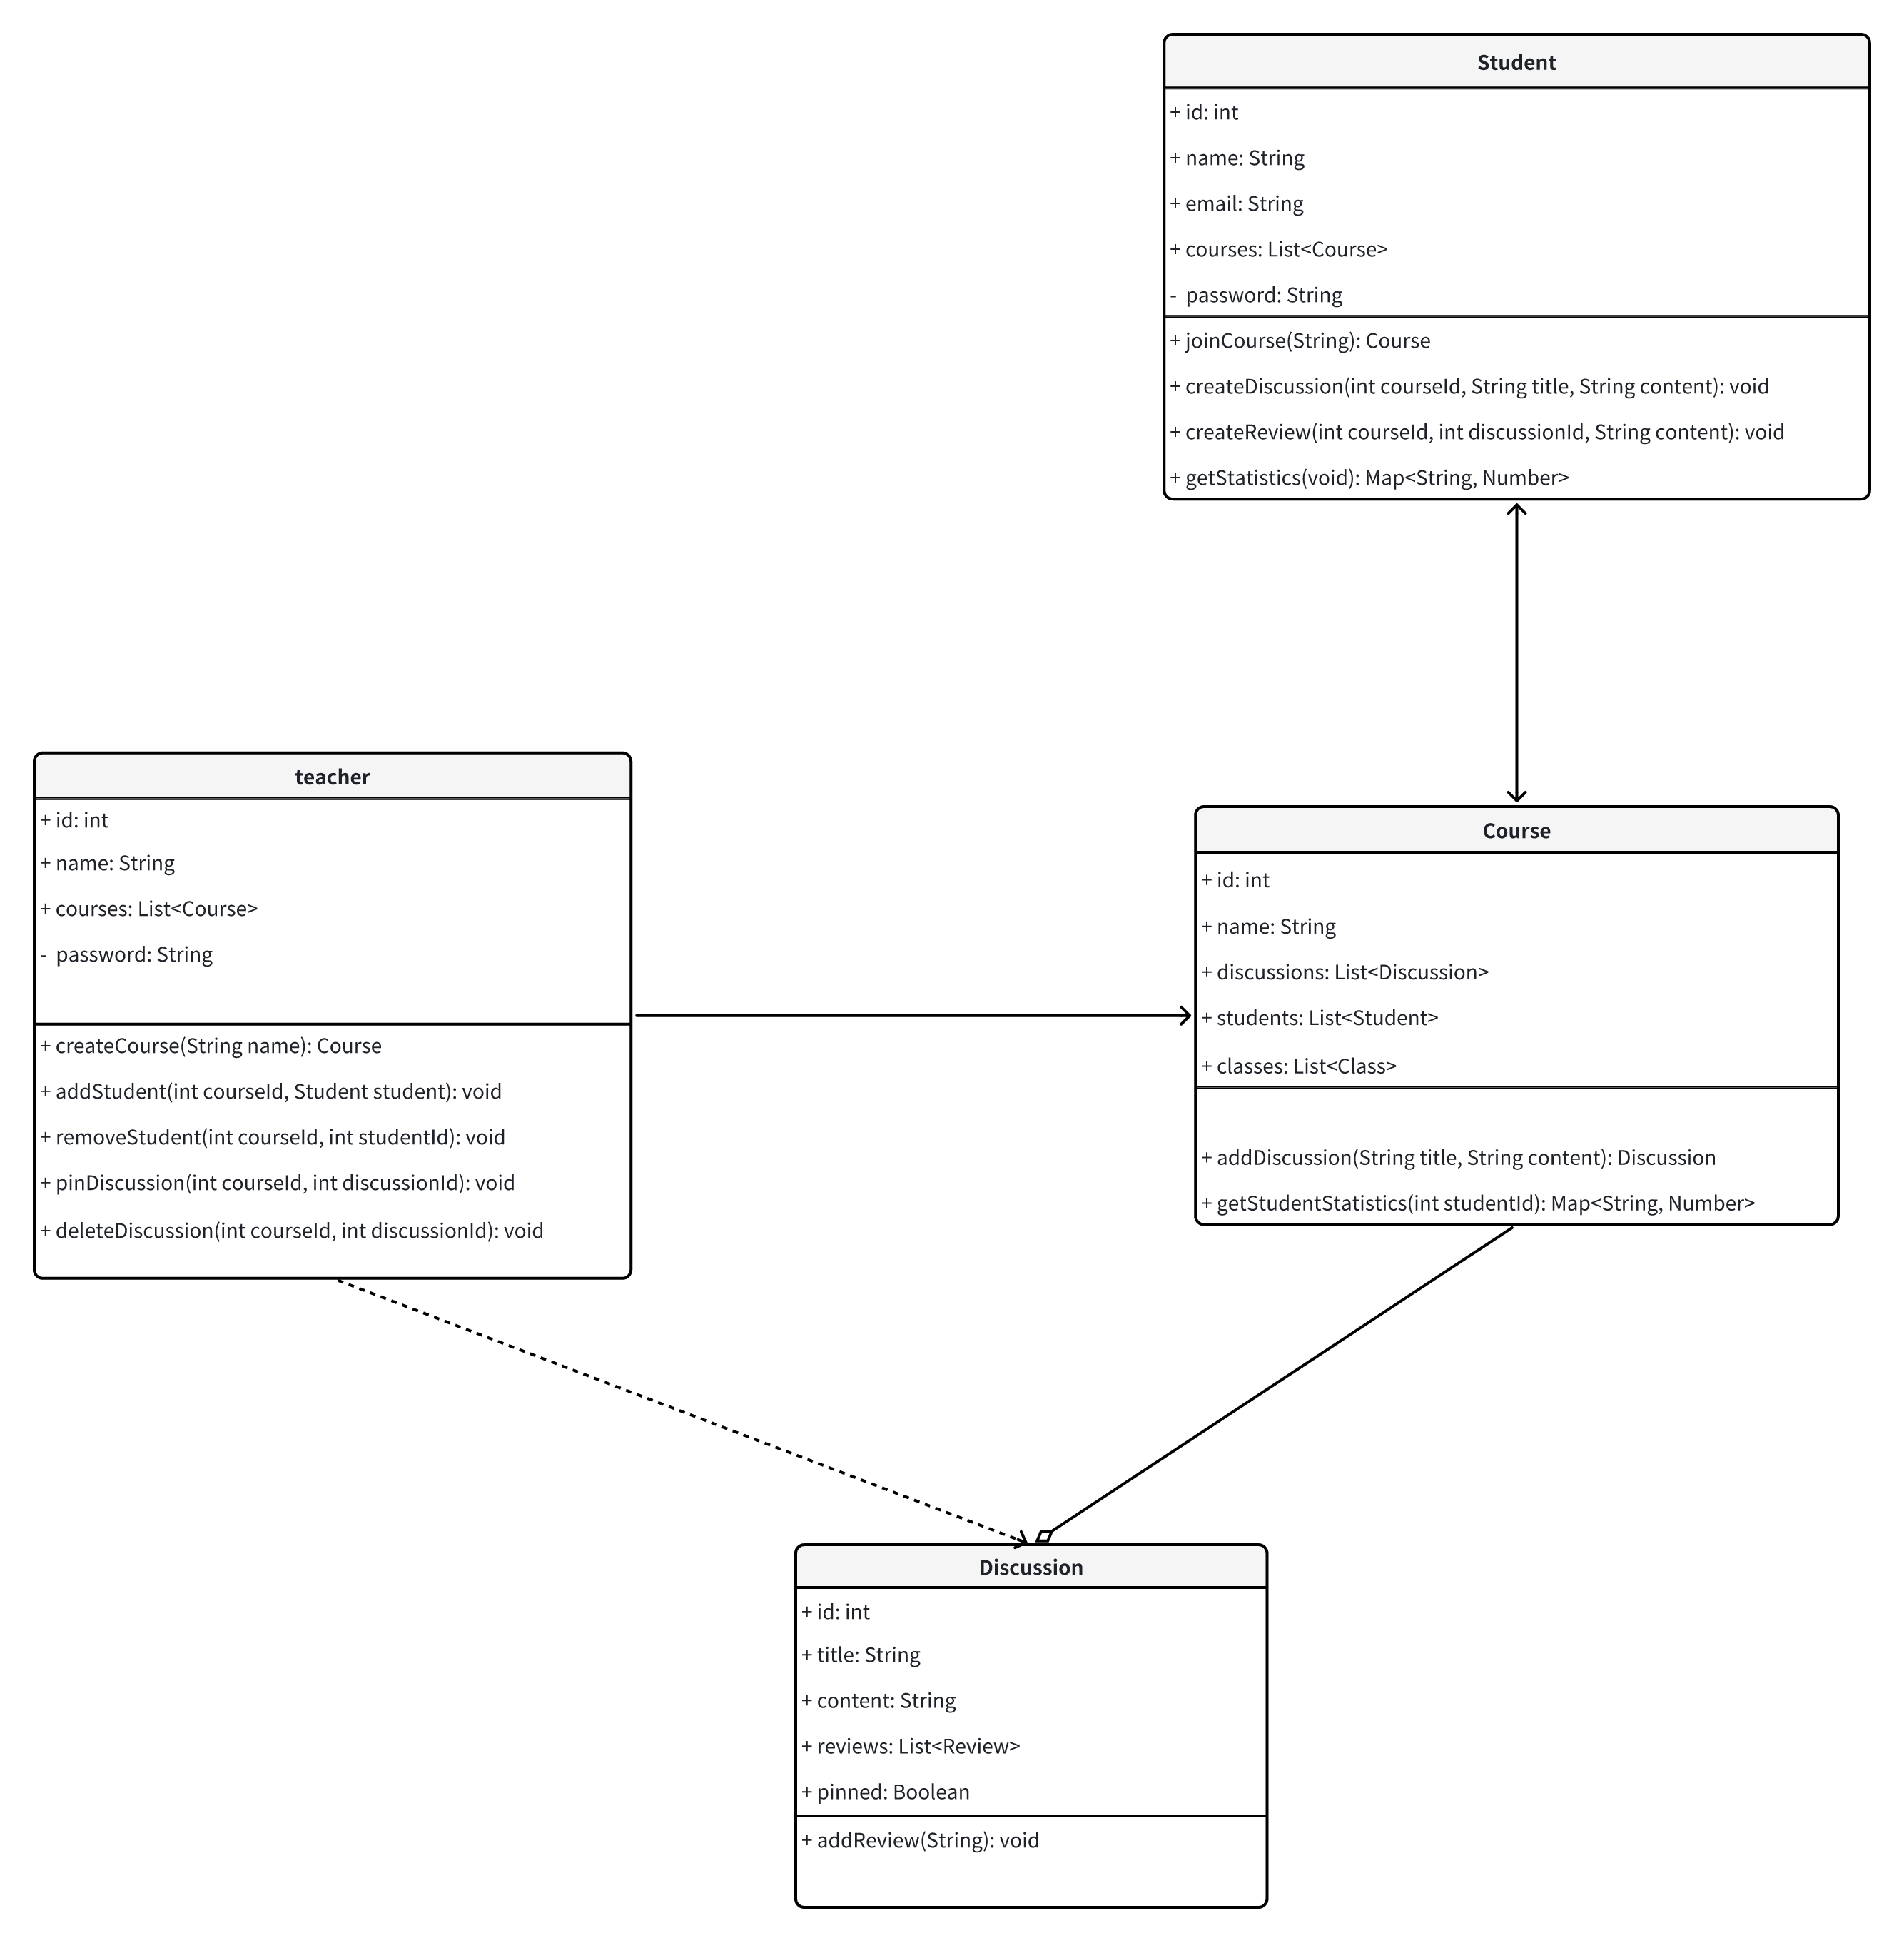 Student
+ id: int
+ name: String
+ email: String
+ courses: List<Course>
- password: String
+ joinCourse(String): Course
+ createDiscussion(int courseId, String title, String content): void
+ createReview(int courseId, int discussionId, String content): void
+ getStatistics(void): Map<String, Number>
teacher
+ id: int
+ name: String
+ courses: List<Course>
- password: String
+ createCourse(String name): Course
+ addStudent(int courseId, Student student): void
+ removeStudent(int courseId, int studentId): void
+ pinDiscussion(int courseId, int discussionId): void
+ deleteDiscussion(int courseId, int discussionId): void
Course
+ id: int
+ name: String
+ discussions: List<Discussion>
+ students: List<Student>
+ classes: List<Class>
+ addDiscussion(String title, String content): Discussion
+ getStudentStatistics(int studentId): Map<String, Number>
Discussion
+ id: int
+ title: String
+ content: String
+ reviews: List<Review>
+ pinned: Boolean
+ addReview(String): void